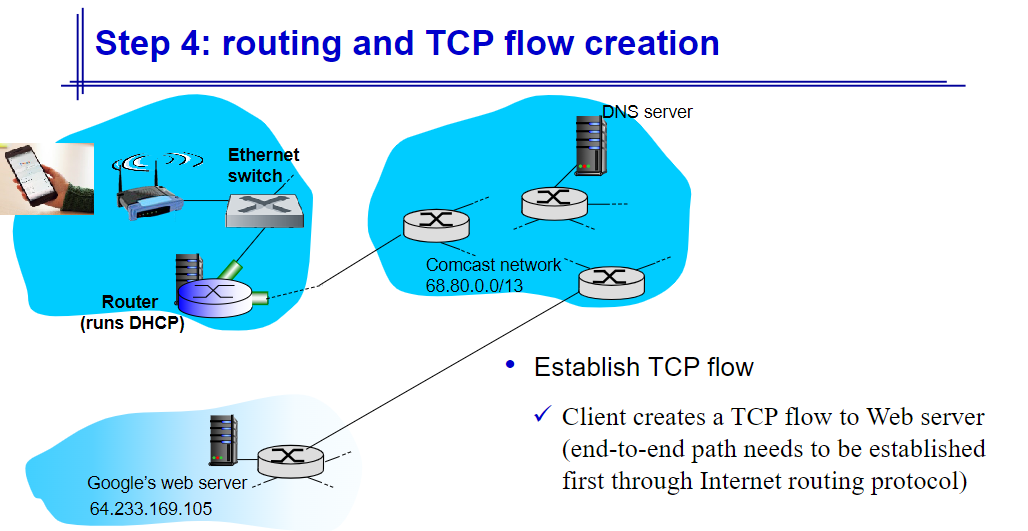 Step 4: routing and TCP flow creation
DNS server
Ethernet
switch
Comcast network
68.80.0.0/13
Router
(runs DHCP)
• Establish TCP flow
✓ Client creates a TCP flow to Web server
(end-to-end path needs to be established
first through Internet routing protocol)
Google's web server
64.233.169.105